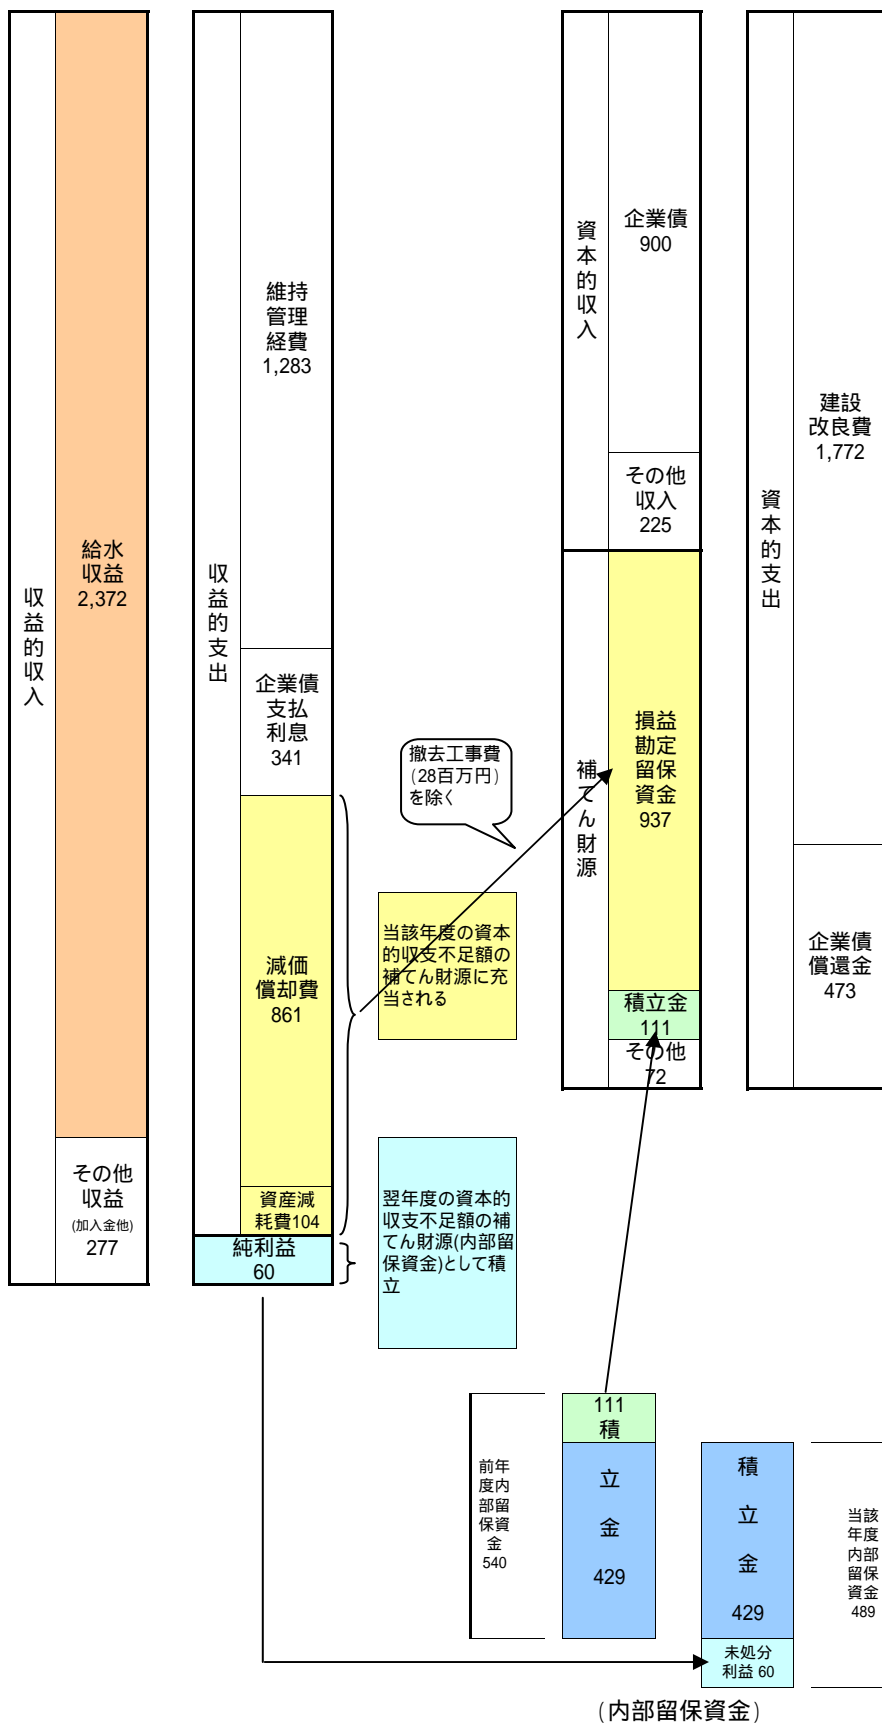 収益的収入
給水
収益
2,372
その他
収益
(加入金他)
277
収益的支出
維持
管理
経費
1,283
企業債
支払
利息
341
減価
償却費
861
資産減
耗費104
純利益
60
撤去工事費
(28百万円)
を除く
当該年度の資本
的収支不足額の
補てん財源に充
当される
翌年度の資本的
収支不足額の補
てん財源(内部留
保資金)として積
立
資本的収入
企業債
900
その他
収入
225
補てん財源
損益
勘定
留保
資金
937
積立金
111
その他
72
資本的支出
建設
改良費
1,772
企業債
償還金
473
前年
度内
部留
保資
金
540
111
積
立
金
429
積
立
金
429
未処分
利益 60
当該
年度
内部
留保
資金
489
(内部留保資金)